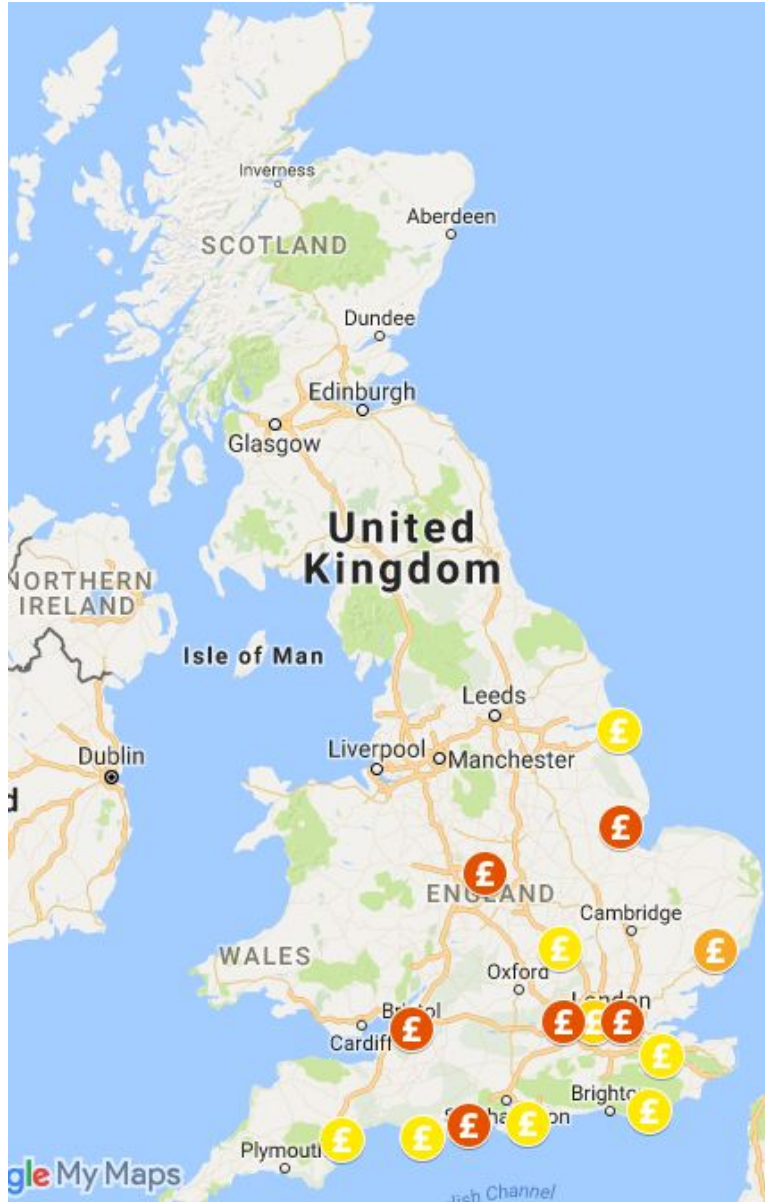 Inverness
Aberdeen
SCOTLAND
Dundee
Edinburgh
Glasgow
United
Kingdom
NORTHERN
IRELAND
Isle of Man
Leeds
£
Dublin
Liverpool
Manchester
d
£
£
ENGLAND
Cambridge
WALES
£
£
Oxford
London
Bristol
£
£
£
£
Cardiff
£
Brighton
£
£
£
£
£
Plymouth
gle My Maps
lish Channel